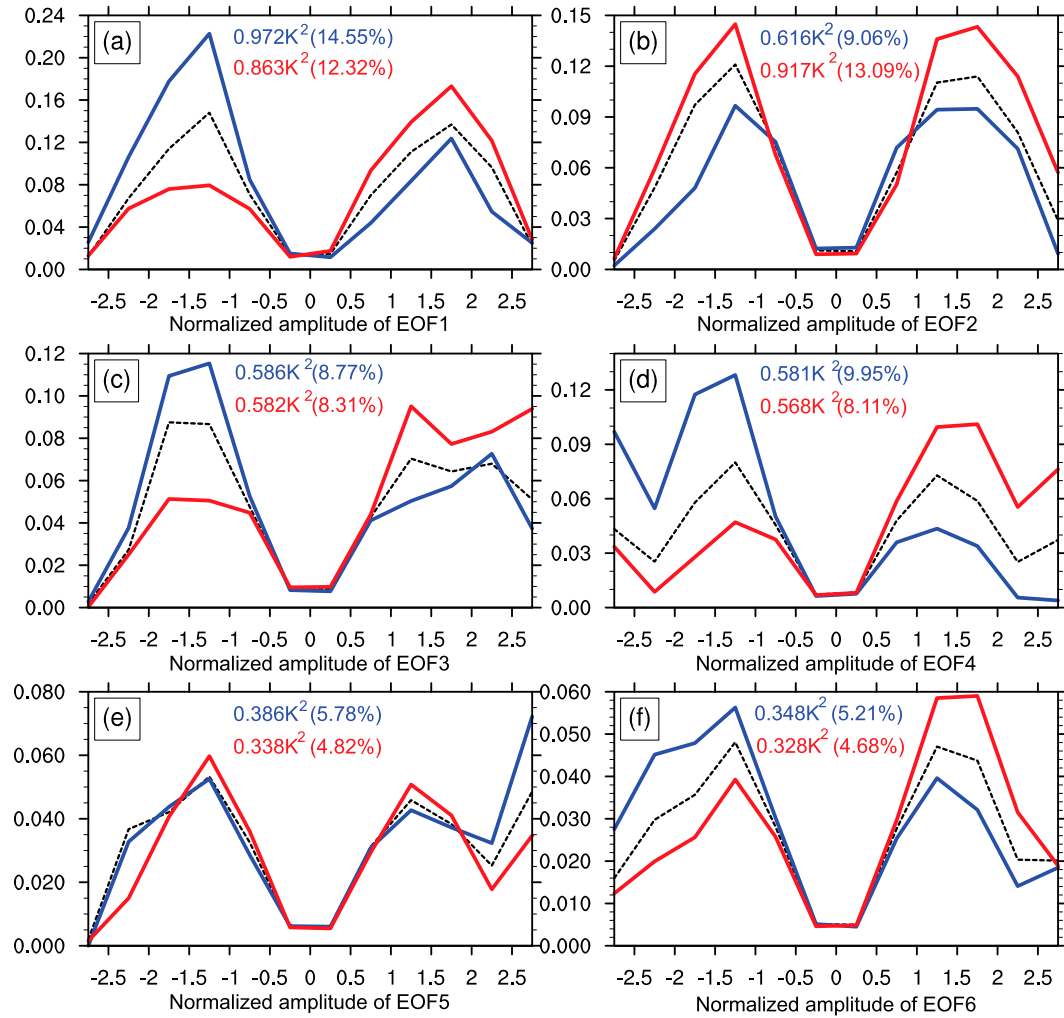 0.24
0.20
0.16
0.12
0.08
0.04
0.00
(a)
0.972K²(14.55%)
0.863K²(12.32%)
-2.5 -2 -1.5 -1 -0.5 0 0.5 1 1.5 2 2.5
Normalized amplitude of EOF1
0.15
0.12
0.09
0.06
0.03
0.00
(b)
0.616K²(9.06%)
0.917K²(13.09%)
-2.5 -2 -1.5 -1 -0.5 0 0.5 1 1.5 2 2.5
Normalized amplitude of EOF2
0.12
0.10
0.08
0.06
0.04
0.02
0.00
(c)
0.586K²(8.77%)
0.582K²(8.31%)
-2.5 -2 -1.5 -1 -0.5 0 0.5 1 1.5 2 2.5
Normalized amplitude of EOF3
0.12
0.09
0.06
0.03
0.00
(d)
0.581K²(9.95%)
0.568K²(8.11%)
-2.5 -2 -1.5 -1 -0.5 0 0.5 1 1.5 2 2.5
Normalized amplitude of EOF4
0.080
0.060
0.040
0.020
0.000
(e)
0.386K²(5.78%)
0.338K²(4.82%)
-2.5 -2 -1.5 -1 -0.5 0 0.5 1 1.5 2 2.5
Normalized amplitude of EOF5
0.060
0.050
0.040
0.030
0.020
0.010
0.000
(f)
0.348K²(5.21%)
0.328K²(4.68%)
-2.5 -2 -1.5 -1 -0.5 0 0.5 1 1.5 2 2.5
Normalized amplitude of EOF6